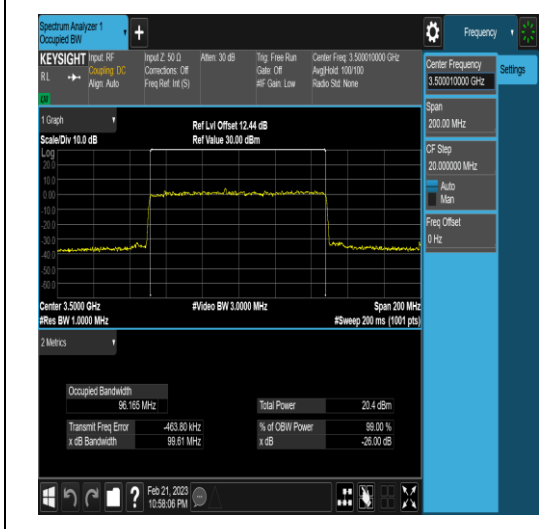 Spectrum Analyzer 1
Occupied BW
Frequency
KEYSIGHT Input: RF Input Z: 50 Ω Atten: 30 dB Trig: Free Run Center Freq: 3.500010000 GHz
RL Coupling: DC Corrections: Off Gate: Off Avg|Hold: 100/100
Align: Auto Freq Ref: Int (S) #IF Gain: Low Radio Std: None
Center Frequency
3.500010000 GHz
Settings
Span
200.00 MHz
CF Step
20.000000 MHz
Auto
Man
Freq Offset
0 Hz
1 Graph
Ref Lvl Offset 12.44 dB
Scale/Div 10.0 dB Ref Value 30.00 dBm
Log
20.0
10.0
0.00
-10.0
-20.0
-30.0
-40.0
-50.0
-60.0
Center 3.5000 GHz #Video BW 3.0000 MHz Span 200 MHz
#Res BW 1.0000 MHz #Sweep 200 ms (1001 pts)
2 Metrics
Occupied Bandwidth
96.165 MHz Total Power 20.4 dBm
Transmit Freq Error -463.80 kHz % of OBW Power 99.00 %
x dB Bandwidth 99.61 MHz x dB -26.00 dB
Feb 21, 2023
10:58:06 PM